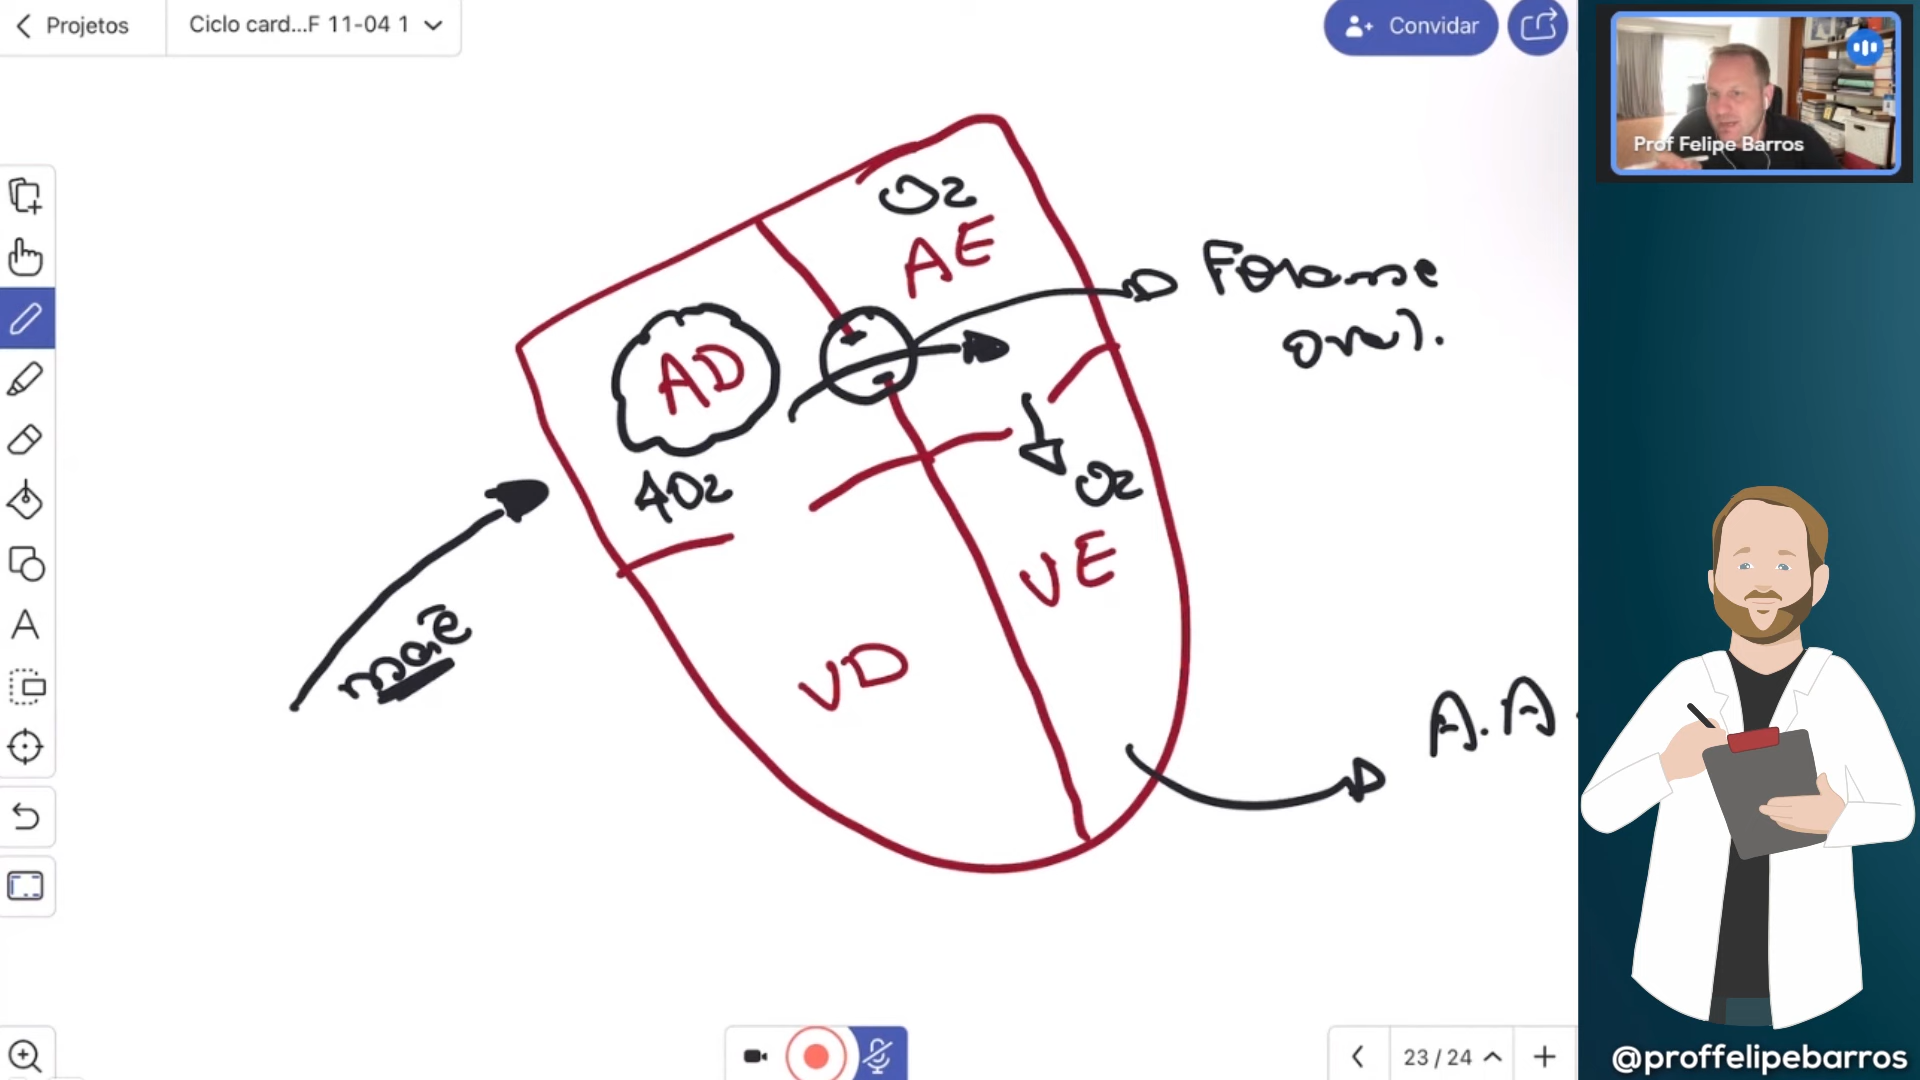 Projetos
Ciclo card...F 11-04 1
Convidar
Prof Felipe Barros
O2
AE
Forame
oval.
AD
↑O2
O2
VE
mãe
VD
A.A
A
23 / 24
@proffelipebarros